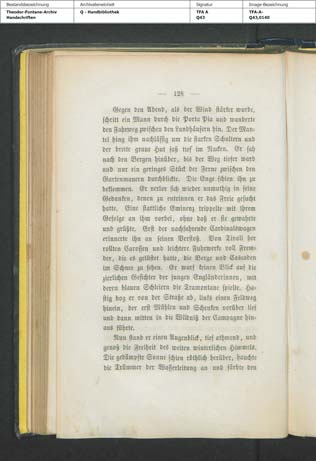 Bestandsbezeichnung
Archivalieneinheit
Signatur
Image-Bezeichnung
Theodor-Fontane-Archiv
Handschriften
Q - Handbibliothek
TFA A
Q43
TFA-A-
Q43,0140
— 128 —
Gegen den Abend, als der Wind stärker wurde,
schritt ein Mann durch die Porta Pia und wanderte
den Fahrweg zwischen den Landhäusern hin. Der Man-
tel hing ihm nachlässig um die starken Schultern und
der breite graue Hut saß tief im Nacken. Er sah
nach den Bergen hinüber, bis der Weg tiefer ward
und nur ein geringes Stück der Ferne zwischen den
Gartenmauern durchblickte. Die Enge schien ihn zu
beklemmen. Er verlor sich wieder unmuthig in seine
Gedanken, denen zu entrinnen er das Freie gesucht
hatte. Eine stattliche Eminenz trippelte mit ihrem
Gefolge an ihm vorbei, ohne daß er sie gewahrte
und grüßte. Erst der nachfahrende Cardinalswagen
erinnerte ihn an seinen Verstoß. Von Tivoli her
rollten Carossen und leichtere Fuhrwerke voll Frem-
der, die es gelüstet hatte, die Berge und Cascaden
im Schnee zu sehen. Er warf keinen Blick auf die
zierlichen Gesichter der jungen Engländerinnen, mit
deren blauen Schleiern die Tramontane spielte. Ha-
stig bog er von der Straße ab, links einen Feldweg
hinein, der erst Mühlen und Schenken vorüber lief
und dann mitten in die Wildniß der Campagne hin-
aus führte.
Nun stand er einen Augenblick, tief athmend, und
genoß die Freiheit des weiten winterlichen Himmels.
Die gedämpfte Sonne schien röthlich herüber, hauchte
die Trümmer der Wasserleitung an und färbte den